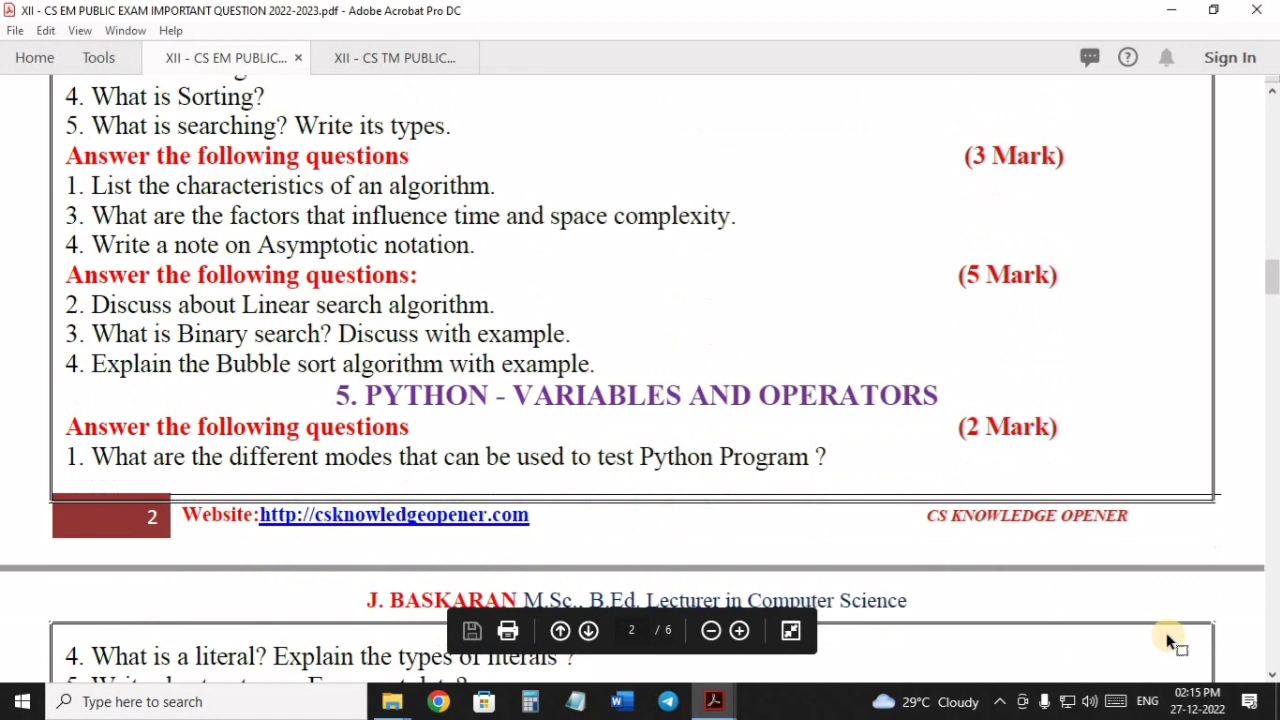 XII - CS EM PUBLIC EXAM IMPORTANT QUESTION 2022-2023.pdf - Adobe Acrobat Pro DC
File Edit View Window Help
Home Tools XII - CS EM PUBLIC... × XII - CS TM PUBLIC... Sign In
4. What is Sorting?
5. What is searching? Write its types.
Answer the following questions (3 Mark)
1. List the characteristics of an algorithm.
3. What are the factors that influence time and space complexity.
4. Write a note on Asymptotic notation.
Answer the following questions: (5 Mark)
2. Discuss about Linear search algorithm.
3. What is Binary search? Discuss with example.
4. Explain the Bubble sort algorithm with example.
5. PYTHON - VARIABLES AND OPERATORS
Answer the following questions (2 Mark)
1. What are the different modes that can be used to test Python Program ?
2 Website:http://csknowledgeopener.com CS KNOWLEDGE OPENER
J. BASKARAN M.Sc., B.Ed. Lecturer in Computer Science
2 / 6
4. What is a literal? Explain the types of literals ?
Type here to search 29°C Cloudy ENG 02:15 PM
27-12-2022